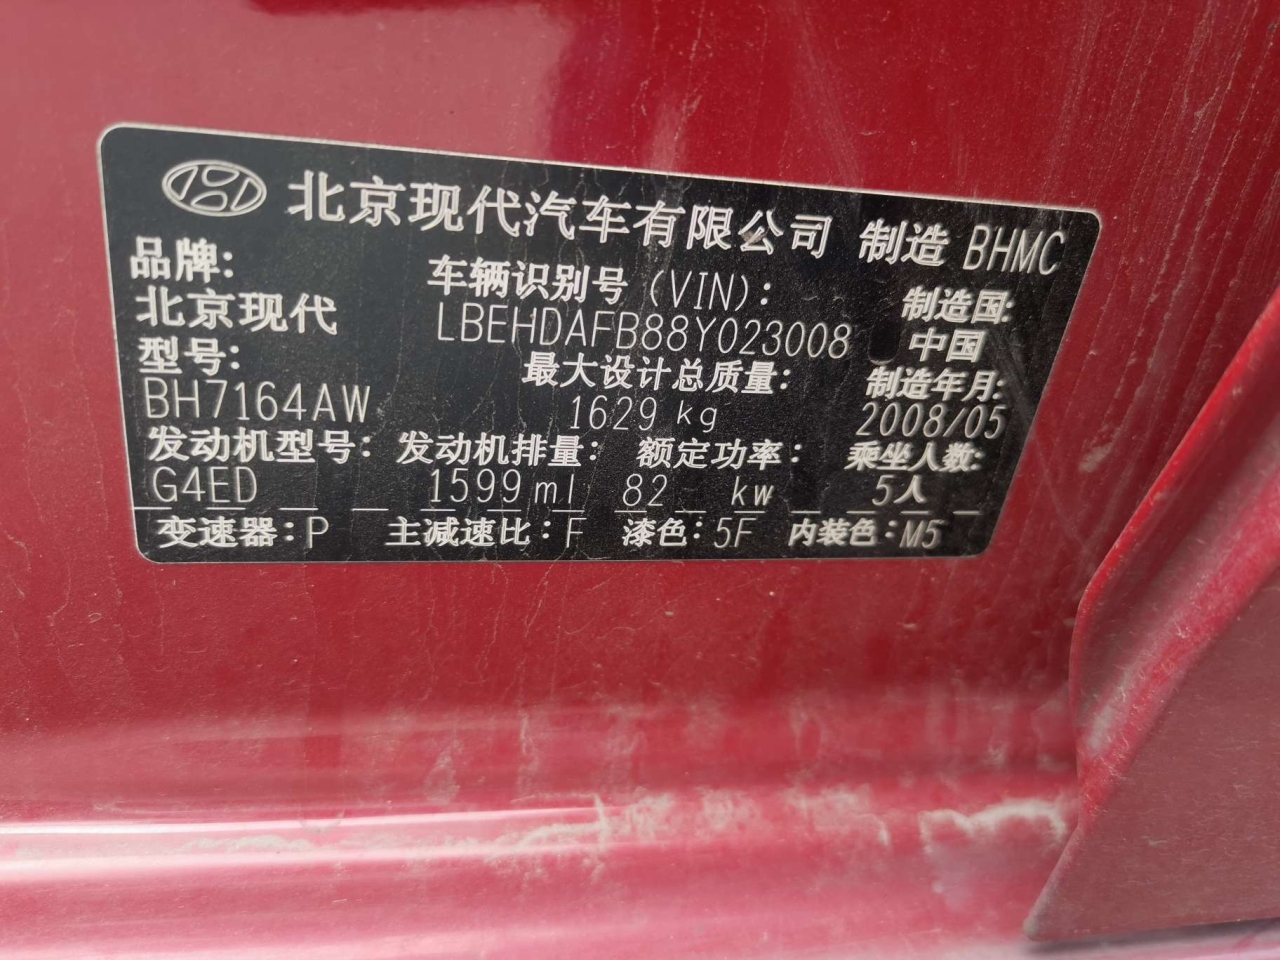 北京现代汽车有限公司 制造 BHMC
品牌: 车辆识别号 (VIN): 制造国:
北京现代 LBEHDAFB88Y023008 中国
型号: 最大设计总质量: 制造年月:
BH7164AW 1629 kg 2008/05
发动机型号: 发动机排量: 额定功率: 乘坐人数:
G4ED 1599 ml 82 kw 5人
变速器:P 主减速比:F 漆色:5F 内装色:M5